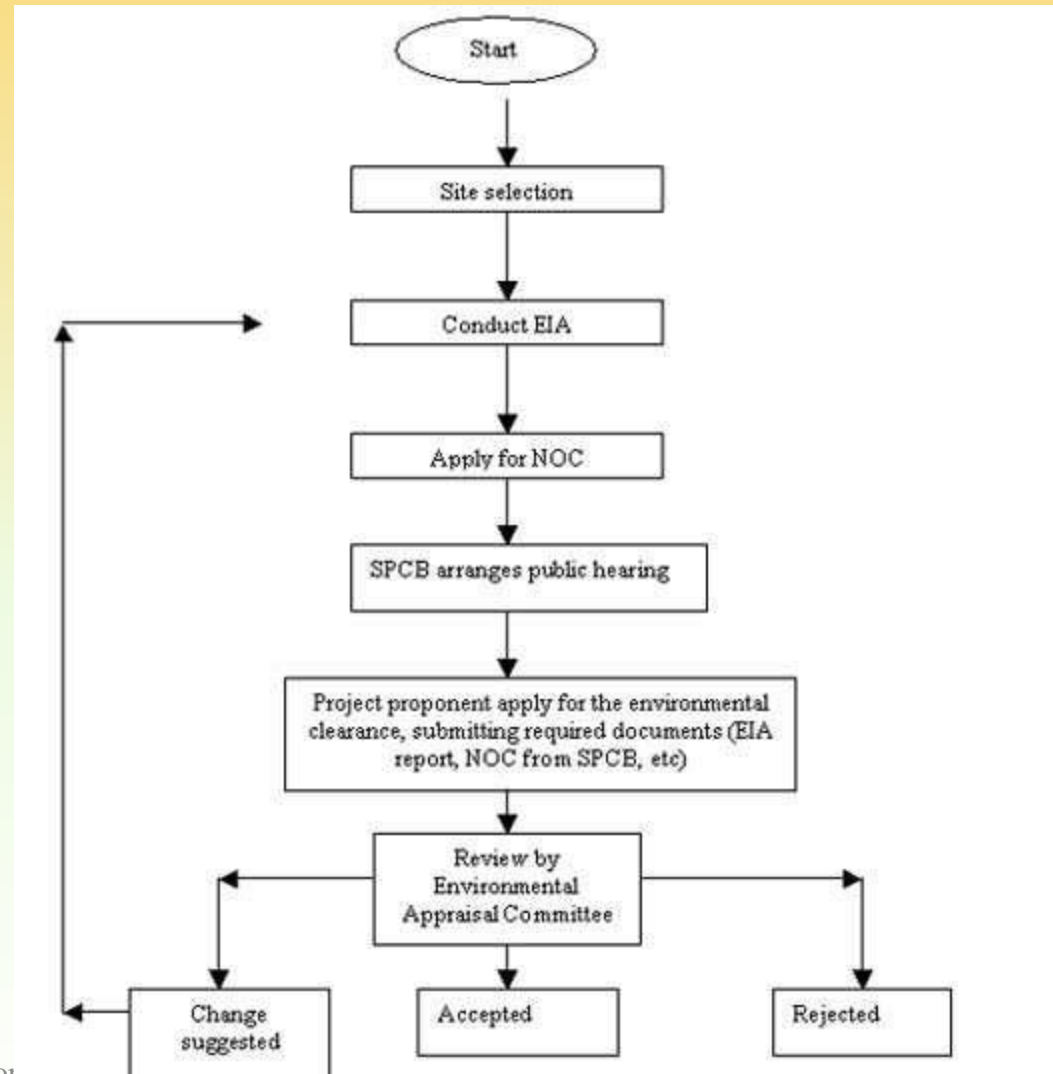 Start
Site selection
Conduct EIA
Apply for NOC
SPCB arranges public hearing
Project proponent apply for the environmental
clearance, submitting required documents (EIA
report, NOC from SPCB, etc)
Review by
Environmental
Appraisal Committee
Change
suggested
Accepted
Rejected